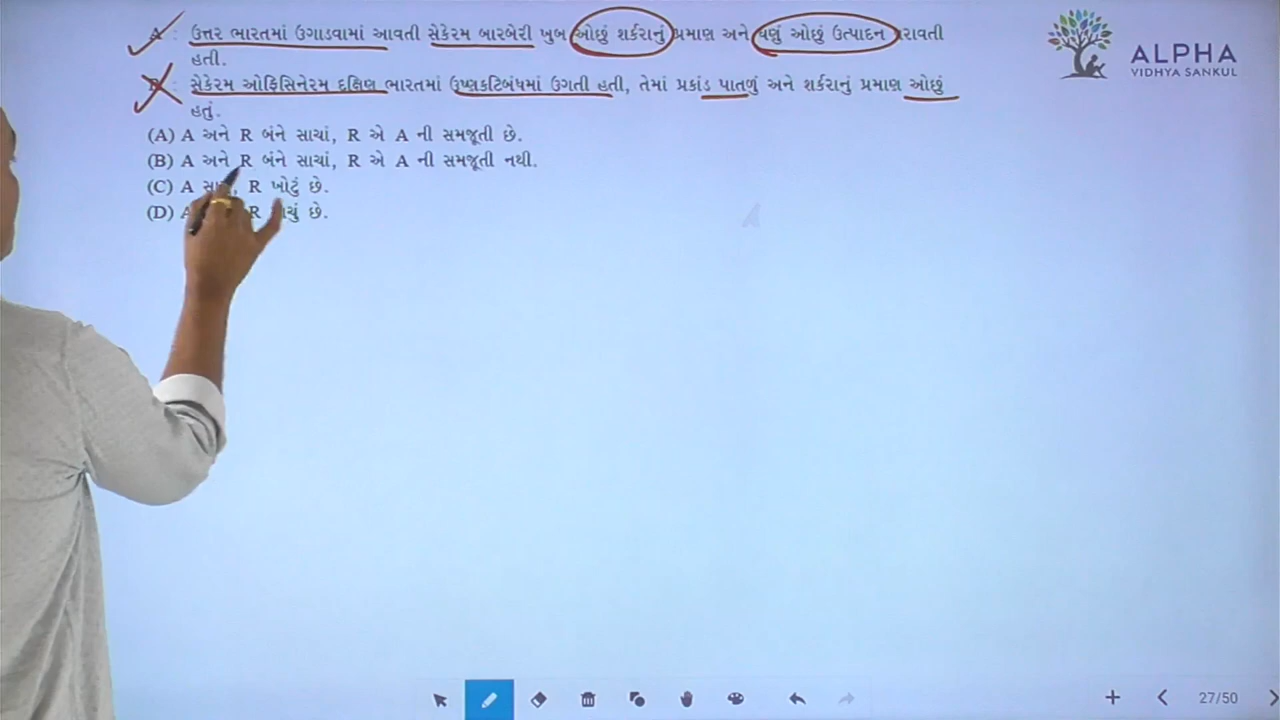 A : ઉત્તર ભારતમાં ઉગાડવામાં આવતી સેકેરમ બારબેરી ખુબ ઓછું શર્કરાનું પ્રમાણ અને ઘણું ઓછું ઉત્પાદન ધરાવતી
હતી.
: સેકેરમ ઓફિસિનેરમ દક્ષિણ ભારતમાં ઉષ્ણકટિબંધમાં ઉગતી હતી, તેમાં પ્રકાંડ પાતળું અને શર્કરાનું પ્રમાણ ઓછું
હતું.
(A) A અને R બંને સાચાં, R એ A ની સમજૂતી છે.
(B) A અને R બંને સાચાં, R એ A ની સમજૂતી નથી.
(C) A R ખોટું છે.
(D) A R છે.
ALPHA
VIDHYA SANKUL
27/50